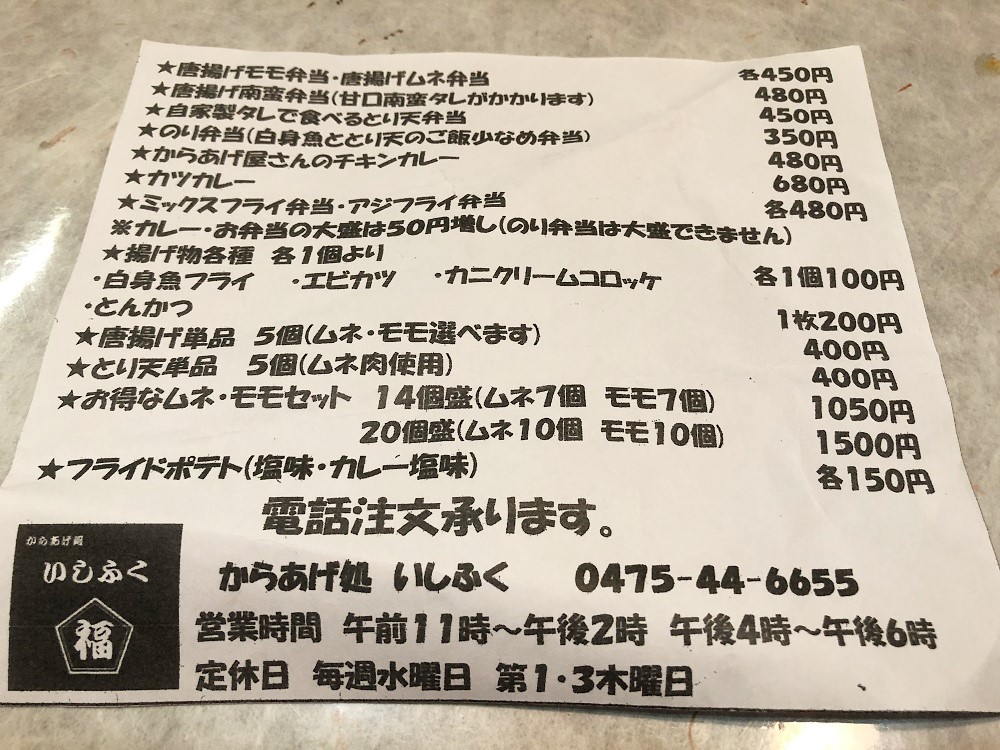 ★唐揚げモモ弁当・唐揚げムネ弁当 各450円
★唐揚げ南蛮弁当(甘口南蛮タレがかかります) 480円
★自家製タレで食べるとり天弁当 450円
★のり弁当(白身魚ととり天のご飯少なめ弁当) 350円
★からあげ屋さんのチキンカレー 480円
★カツカレー 680円
★ミックスフライ弁当・アジフライ弁当 各480円
※カレー・お弁当の大盛は50円増し(のり弁当は大盛できません)
★揚げ物各種 各1個より
・白身魚フライ ・エビカツ ・カニクリームコロッケ 各1個100円
・とんかつ 1枚200円
★唐揚げ単品 5個(ムネ・モモ選べます) 400円
★とり天単品 5個(ムネ肉使用) 400円
★お得なムネ・モモセット 14個盛(ムネ7個 モモ7個) 1050円
20個盛(ムネ10個 モモ10個) 1500円
★フライドポテト(塩味・カレー塩味) 各150円
電話注文承ります。
からあげ処
いしふく
福
からあげ処 いしふく 0475-44-6655
営業時間 午前11時～午後2時 午後4時～午後6時
定休日 毎週水曜日 第1・3木曜日